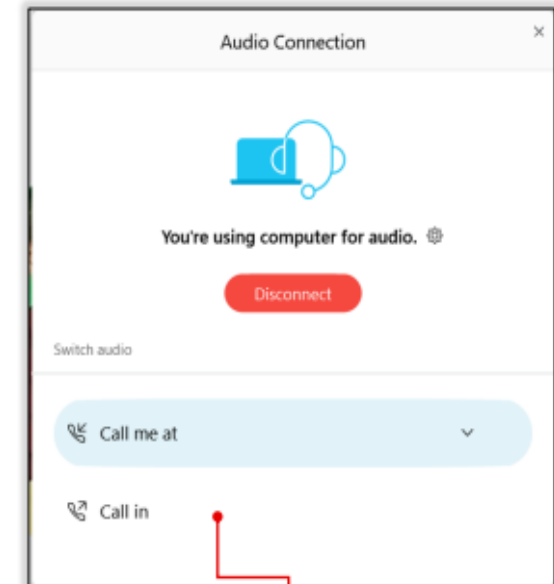 Audio Connection
You're using computer for audio.
Disconnect
Switch audio
Call me at
Call in